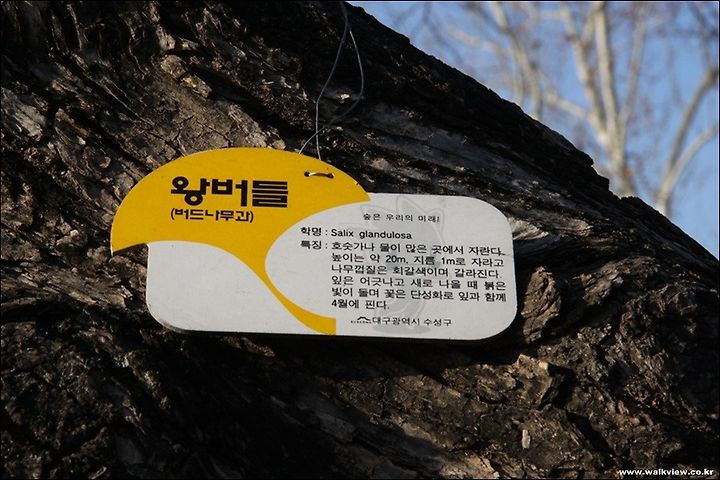 왕버들
(버드나무과)
숲은 우리의 미래!
학명 : Salix glandulosa
특징 : 호숫가나 물이 많은 곳에서 자란다.
높이는 약 20m, 지름 1m로 자라고
나무껍질은 회갈색이며 갈라진다.
잎은 어긋나고 새로 나올 때 붉은
빛이 돌며 꽃은 단성화로 잎과 함께
4월에 핀다.
대구광역시 수성구
www.walkview.co.kr